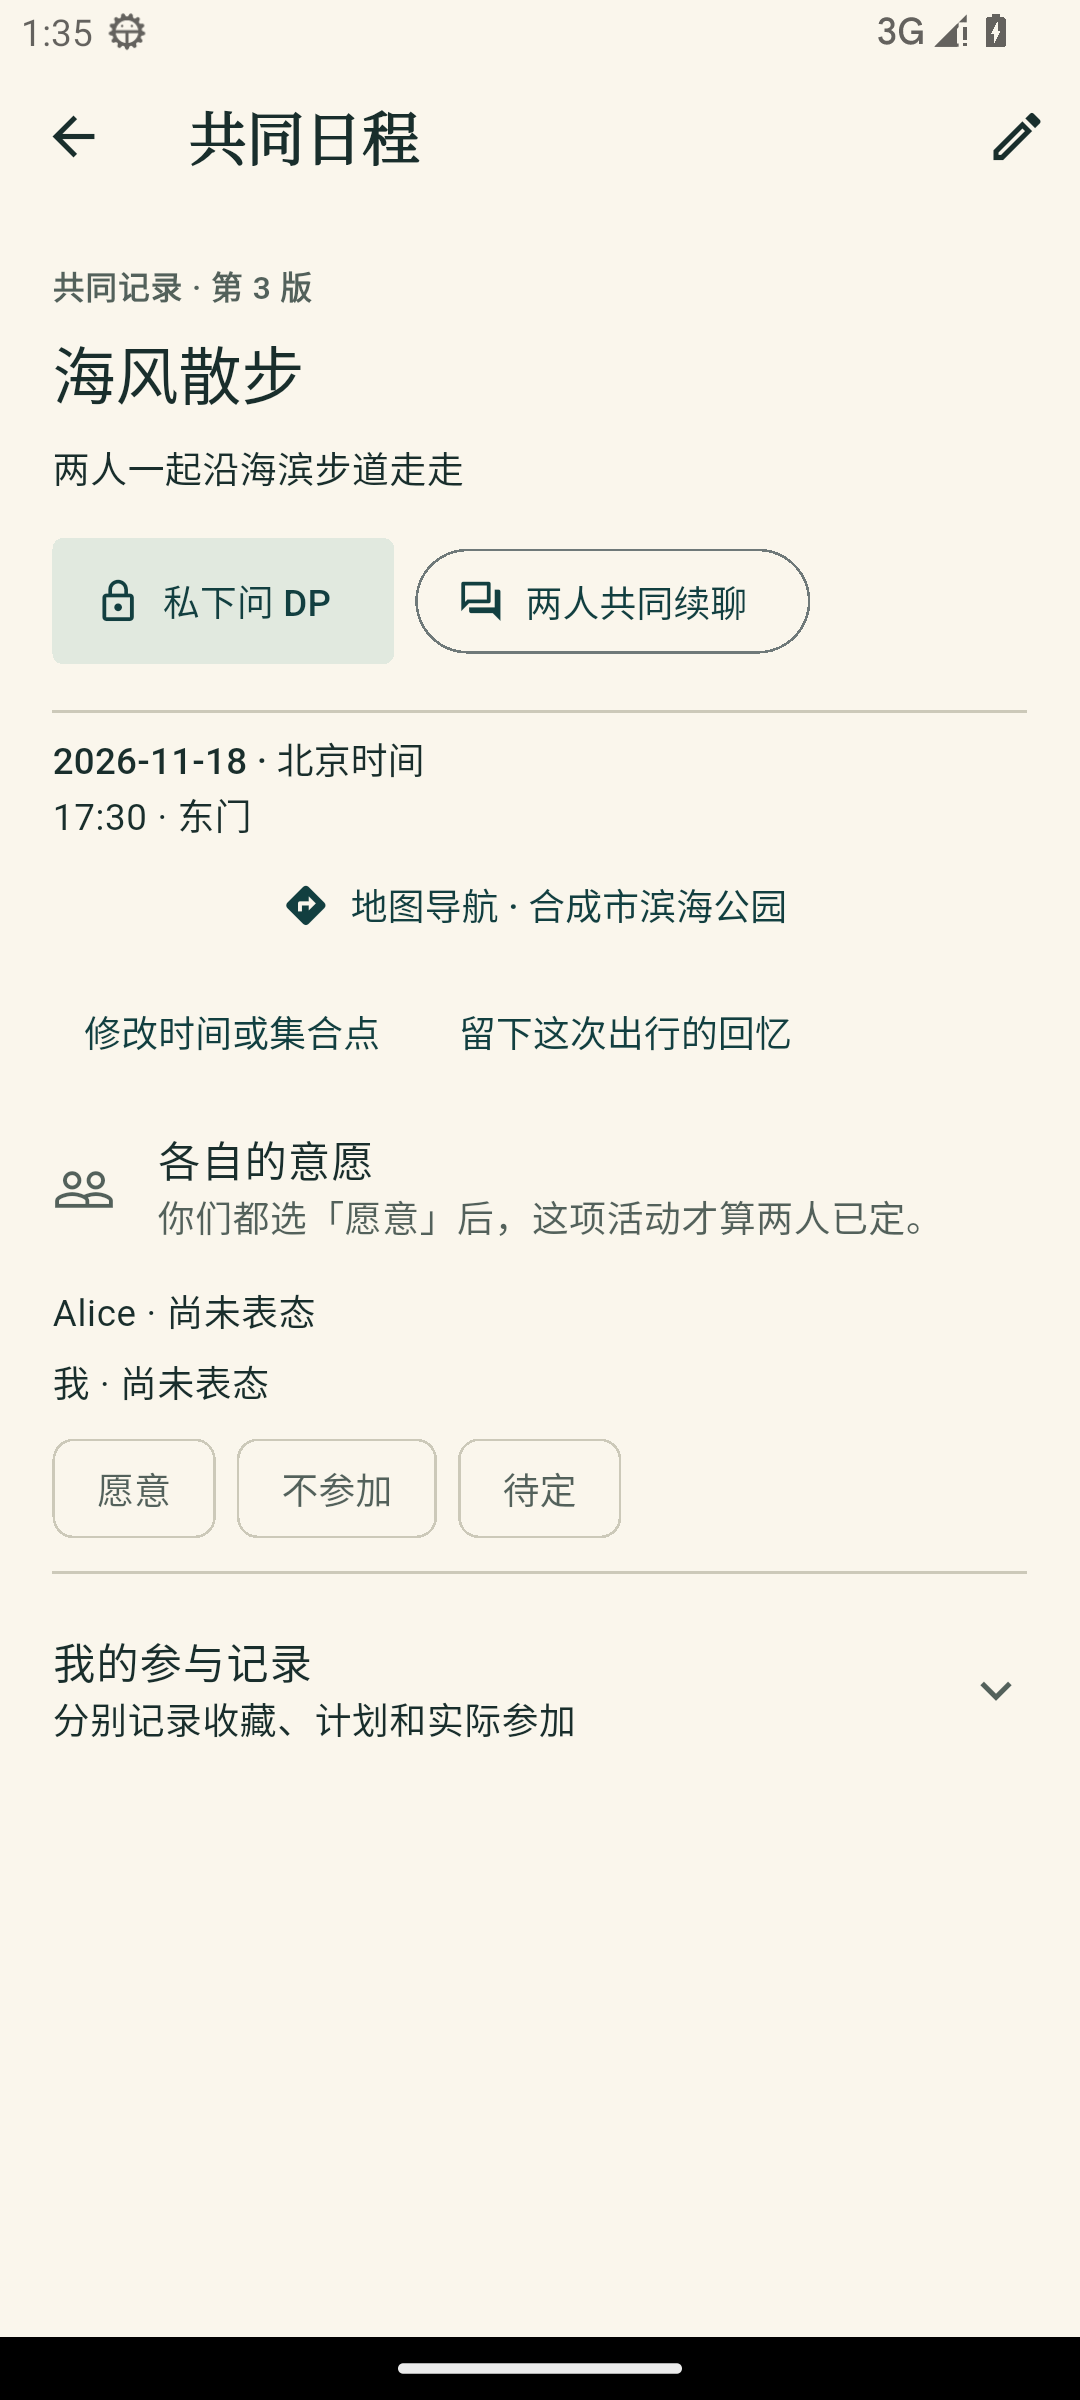 1:35
3G
共同日程
共同记录 · 第 3 版
海风散步
两人一起沿海滨步道走走
私下问 DP
两人共同续聊
2026-11-18 · 北京时间
17:30 · 东门
地图导航 · 合成市滨海公园
修改时间或集合点
留下这次出行的回忆
各自的意愿
你们都选「愿意」后，这项活动才算两人已定。
Alice · 尚未表态
我 · 尚未表态
愿意
不参加
待定
我的参与记录
分别记录收藏、计划和实际参加